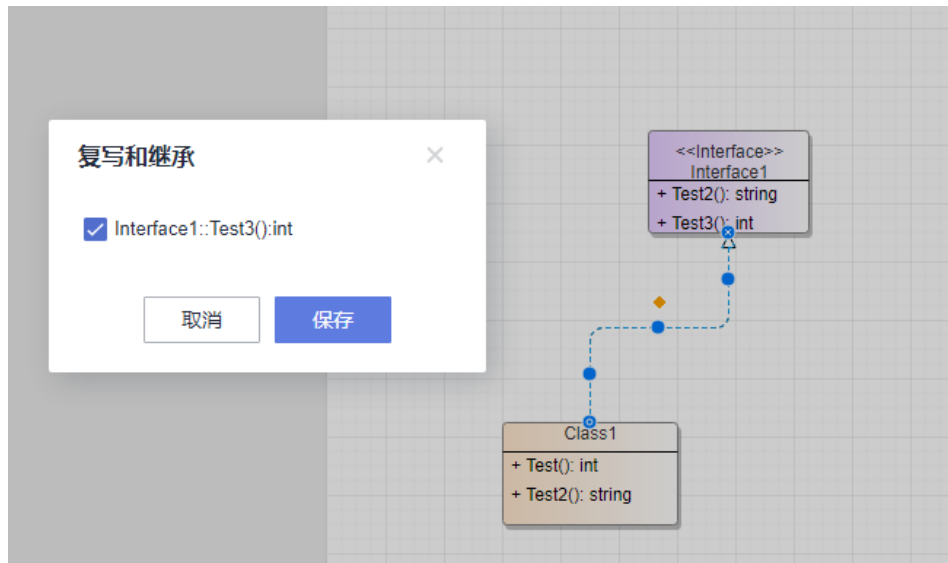 复写和继承
Interface1::Test3():int
取消
保存
<<Interface>>
Interface1
+ Test2(): string
+ Test3(): int
Class1
+ Test(): int
+ Test2(): string